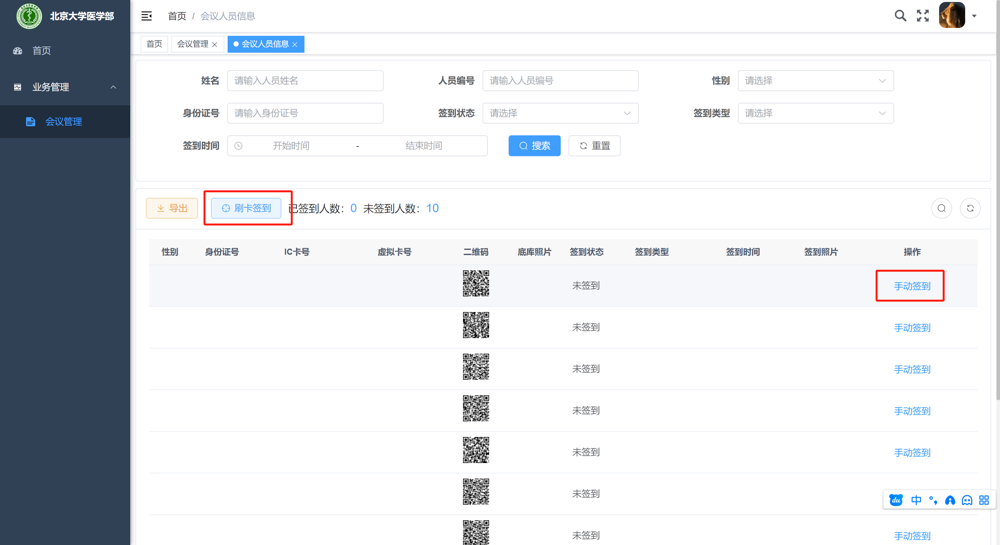 北京大学医学部
首页 / 会议人员信息
首页
业务管理
会议管理
首页 会议管理 会议人员信息
姓名 请输入人员姓名 人员编号 请输入人员编号 性别 请选择
身份证号 请输入身份证号 签到状态 请选择 签到类型 请选择
签到时间 开始时间 - 结束时间 搜索 重置
导出 刷卡签到 已签到人数：0 未签到人数：10
性别 身份证号 IC卡号 虚拟卡号 二维码 底库照片 签到状态 签到类型 签到时间 签到照片 操作
未签到 手动签到
未签到 手动签到
未签到 手动签到
未签到 手动签到
未签到 手动签到
未签到
du 中 °，
未签到 手动签到